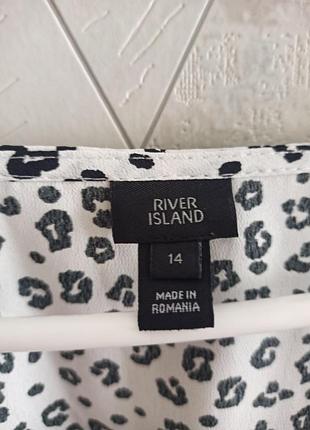 RIVER
ISLAND
14
MADE IN
ROMANIA